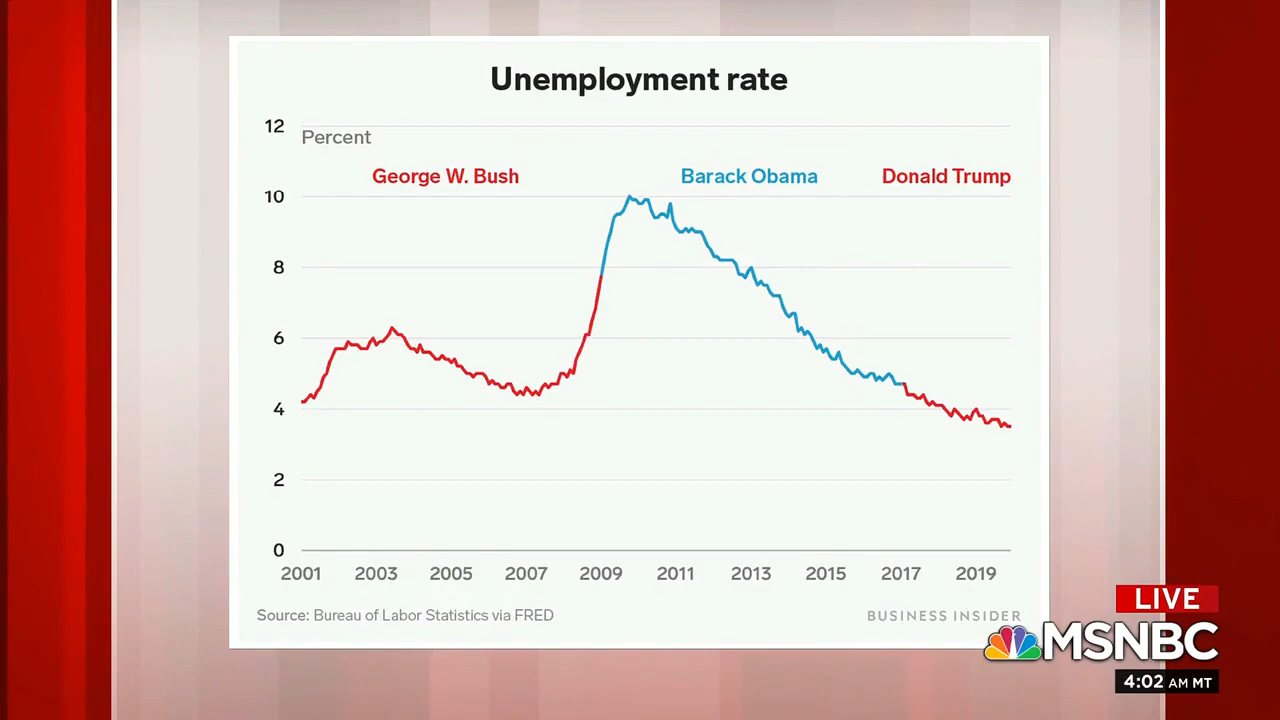 Unemployment rate
12
Percent
George W. Bush
Barack Obama
Donald Trump
10
8
6
4
2
0
2001 2003 2005 2007 2009 2011 2013 2015 2017 2019
Source: Bureau of Labor Statistics via FRED
BUSINESS INSIDER
LIVE
MSNBC
4:02 AM MT